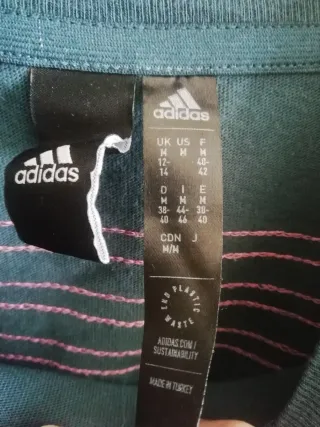 adidas
adidas
UK US F
M M M
12- 40-
14 42
D I E
M M M
38- 44- 38-
40 46 40
CDN J
M/M
END PLASTIC
WASTE
ADIDAS.COM/
SUSTAINABILITY
MADE IN TURKEY